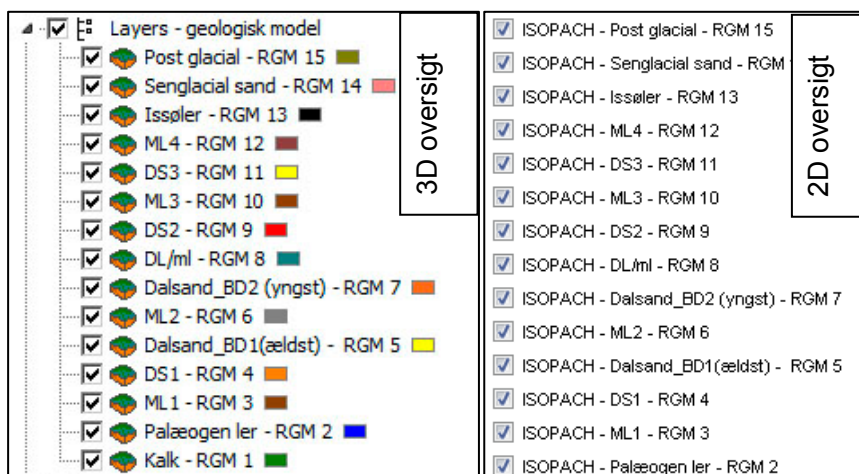 Layers - geologisk model
Post glacial - RGM 15
Senglacial sand - RGM 14
Issøler - RGM 13
ML4 - RGM 12
DS3 - RGM 11
ML3 - RGM 10
DS2 - RGM 9
DL/ml - RGM 8
Dalsand_BD2 (yngst) - RGM 7
ML2 - RGM 6
Dalsand_BD1(ældst) - RGM 5
DS1 - RGM 4
ML1 - RGM 3
Palæogen ler - RGM 2
Kalk - RGM 1
3D oversigt
ISOPACH - Post glacial - RGM 15
ISOPACH - Senglacial sand - RGM
ISOPACH - Issøler - RGM 13
ISOPACH - ML4 - RGM 12
ISOPACH - DS3 - RGM 11
ISOPACH - ML3 - RGM 10
ISOPACH - DS2 - RGM 9
ISOPACH - DL/ml - RGM 8
ISOPACH - Dalsand_BD2 (yngst) - RGM 7
ISOPACH - ML2 - RGM 6
ISOPACH - Dalsand_BD1(ældst) - RGM 5
ISOPACH - DS1 - RGM 4
ISOPACH - ML1 - RGM 3
ISOPACH - Palæogen ler - RGM 2
2D oversigt